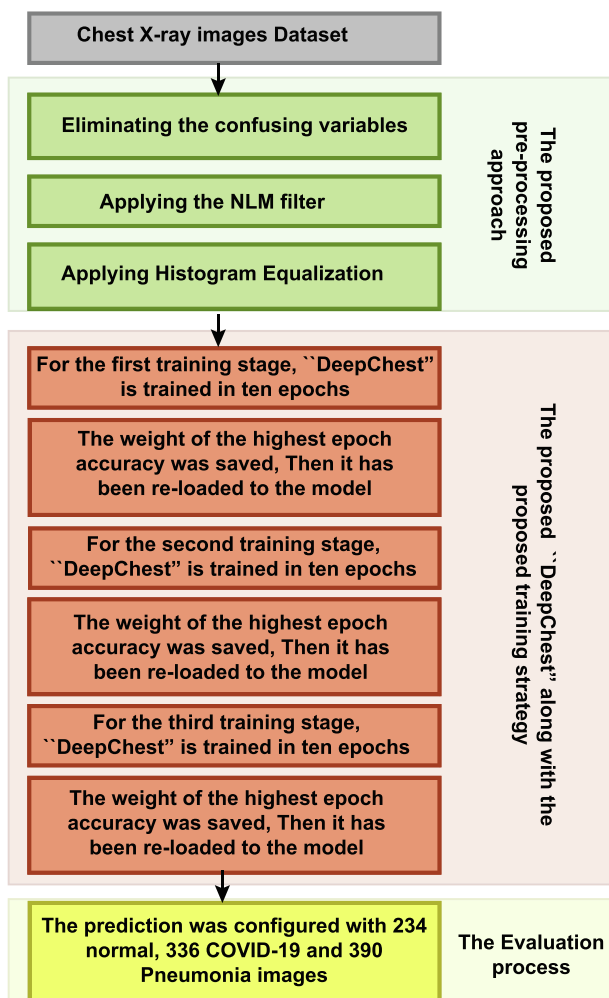 Chest X-ray images Dataset
Eliminating the confusing variables
Applying the NLM filter
Applying Histogram Equalization
The proposed
pre-processing
approach
For the first training stage, ``DeepChest”
is trained in ten epochs
The weight of the highest epoch
accuracy was saved, Then it has
been re-loaded to the model
For the second training stage,
``DeepChest” is trained in ten epochs
The weight of the highest epoch
accuracy was saved, Then it has
been re-loaded to the model
For the third training stage,
``DeepChest” is trained in ten epochs
The weight of the highest epoch
accuracy was saved, Then it has
been re-loaded to the model
The proposed ``DeepChest” along with the
proposed training strategy
The prediction was configured with 234
normal, 336 COVID-19 and 390
Pneumonia images
The Evaluation
process